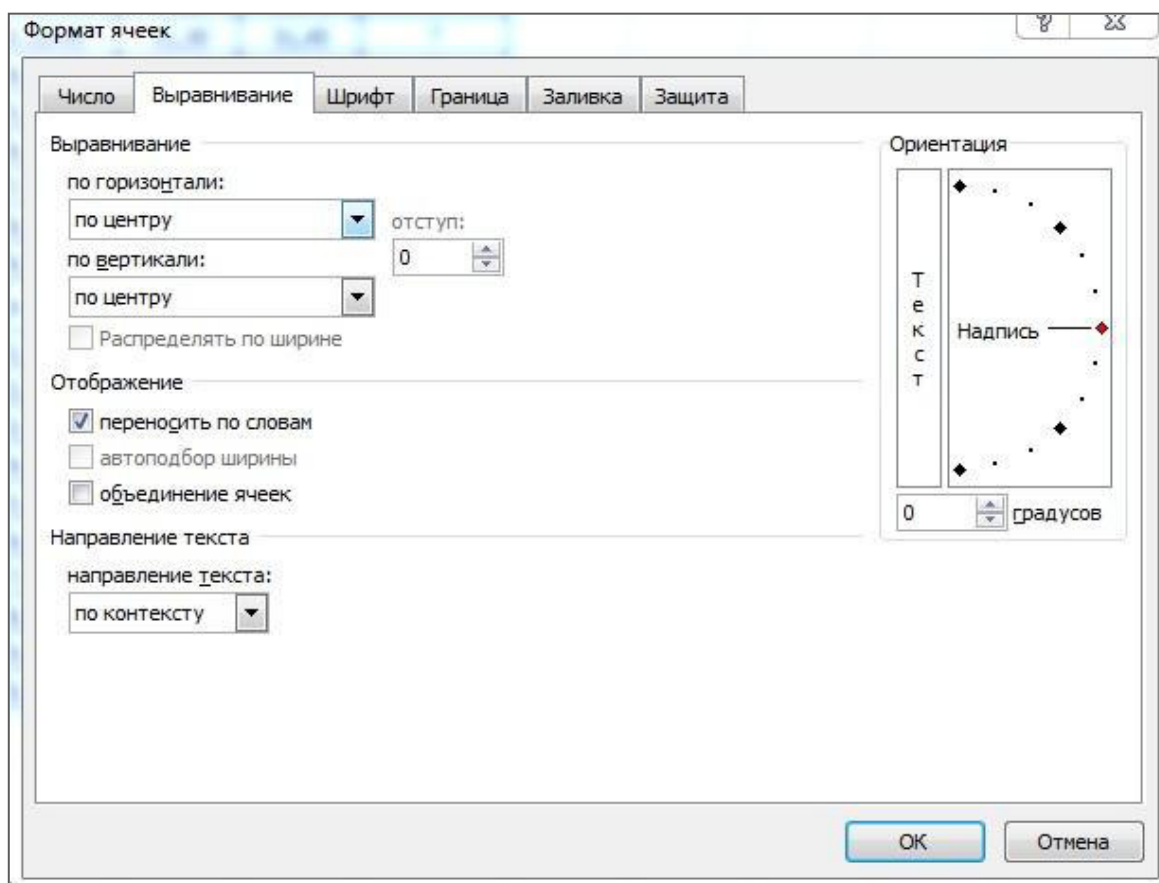 Формат ячеек
Число Выравнивание Шрифт Граница Заливка Защита
Выравнивание
по горизонтали:
по центру
отступ:
0
по вертикали:
по центру
Распределять по ширине
Отображение
переносить по словам
автоподбор ширины
объединение ячеек
Направление текста
направление текста:
по контексту
Ориентация
Текст
Надпись
0 градусов
ОК Отмена